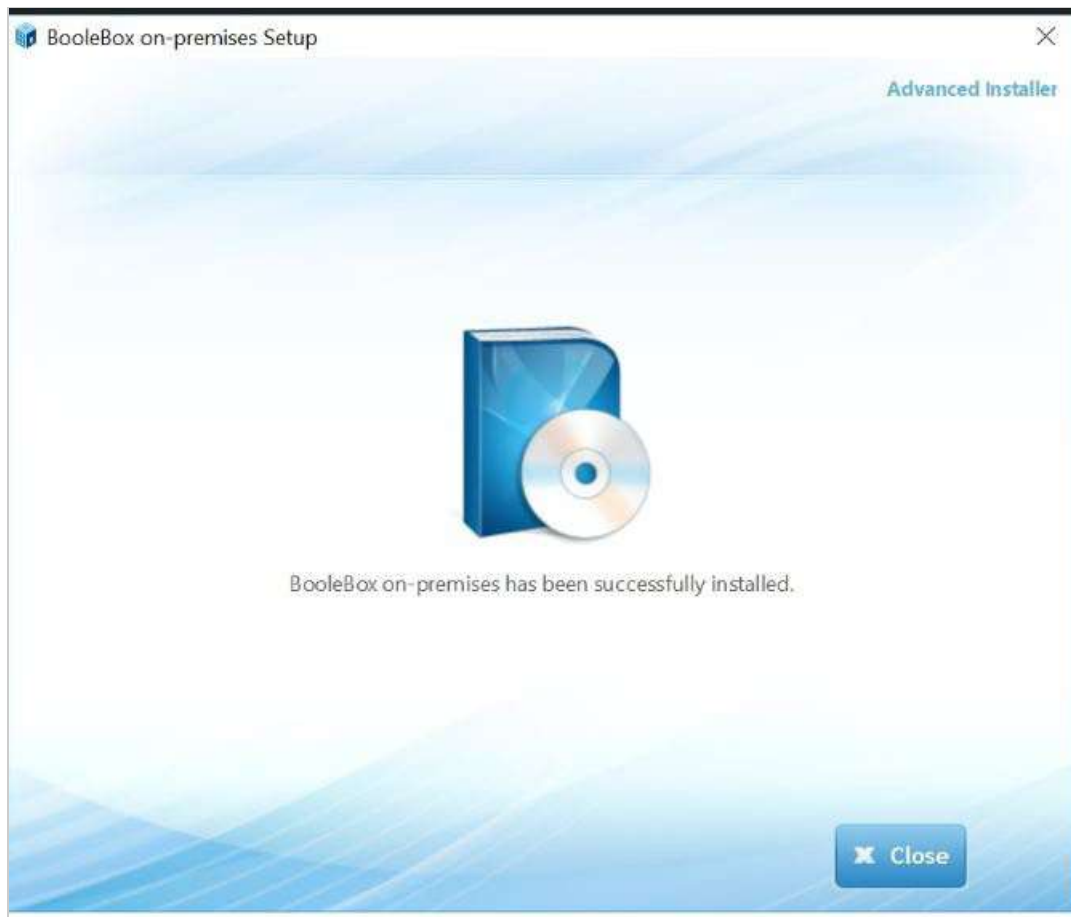 BooleBox on-premises Setup
Advanced Installer
BooleBox on-premises has been successfully installed.
Close